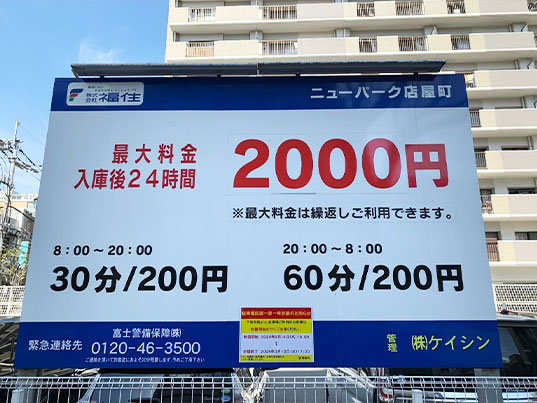 株式会社 福住
ニューパーク店屋町
最大料金
入庫後24時間
2000円
※最大料金は繰返しご利用できます。
8:00～20:00
30分/200円
20:00～8:00
60分/200円
緊急連絡先
富士警備保障㈱
0120-46-3500
管理
㈱ケイシン